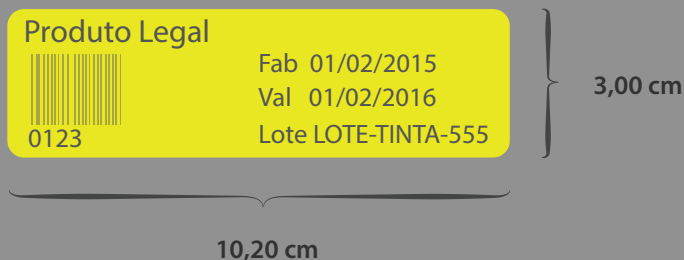 Produto Legal
0123
Fab 01/02/2015
Val 01/02/2016
Lote LOTE-TINTA-555
3,00 cm
10,20 cm